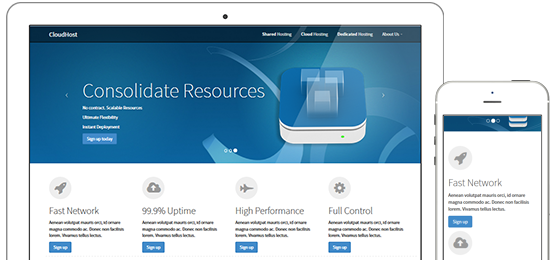 CloudHost Shared Hosting Cloud Hosting Dedicated Hosting About Us
Consolidate Resources
No contract. Scalable Resources.
Ultimate Flexibility
Instant Deployment
Sign up today
Fast Network
Aenean volutpat mauris orci, id ornare
magna commodo ac. Donec non facilisis
lorem. Vivamus tellus lectus.
Sign up
99.9% Uptime
Aenean volutpat mauris orci, id ornare
magna commodo ac. Donec non facilisis
lorem. Vivamus tellus lectus.
Sign up
High Performance
Aenean volutpat mauris orci, id ornare
magna commodo ac. Donec non facilisis
lorem. Vivamus tellus lectus.
Sign up
Full Control
Aenean volutpat mauris orci, id ornare
magna commodo ac. Donec non facilisis
lorem. Vivamus tellus lectus.
Sign up
Fast Network
Aenean volutpat mauris orci, id ornare
magna commodo ac. Donec non facilisis
lorem. Vivamus tellus lectus.
Sign up